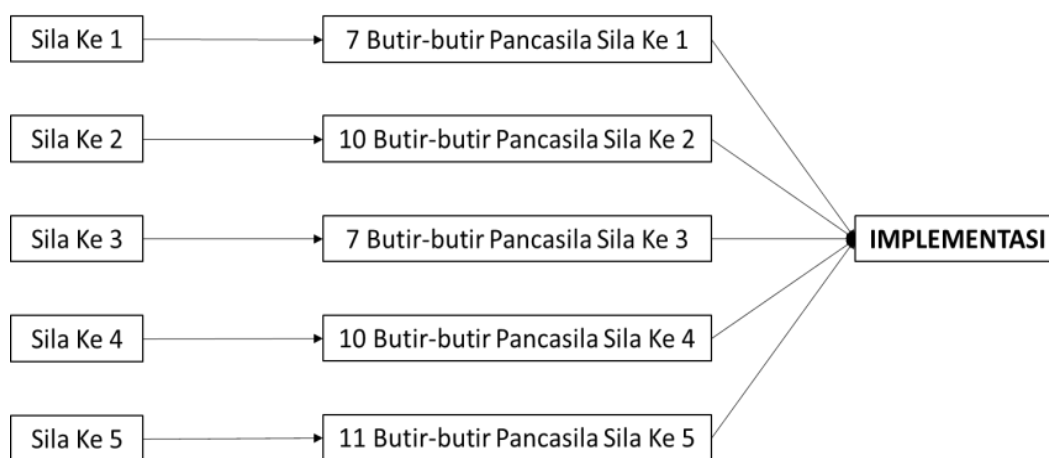 Sila Ke 1
7 Butir-butir Pancasila Sila Ke 1
Sila Ke 2
10 Butir-butir Pancasila Sila Ke 2
Sila Ke 3
7 Butir-butir Pancasila Sila Ke 3
IMPLEMENTASI
Sila Ke 4
10 Butir-butir Pancasila Sila Ke 4
Sila Ke 5
11 Butir-butir Pancasila Sila Ke 5